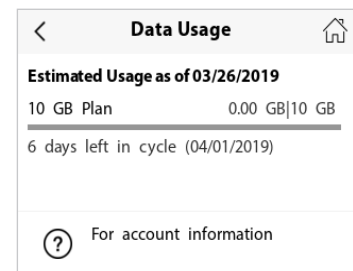 Data Usage
Estimated Usage as of 03/26/2019
10 GB Plan 0.00 GB|10 GB
6 days left in cycle (04/01/2019)
? For account information